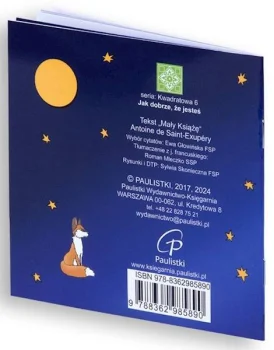 seria: Kwadratowa 6
Jak dobrze, że jesteś
Tekst „Mały Książę"
Antoine de Saint-Exupéry
Wybór cytatów: Ewa Głowińska FSP
Tłumaczenie z j. francuskiego:
Roman Mleczko SSP
Rysunki i DTP: Sylwia Skonieczna FSP
© PAULISTKI, 2017, 2024
Paulistki Wydawnictwo-Księgarnia
WARSZAWA 00-062, ul. Kredytowa 8
tel. +48 22 828 75 21
wydawnictwo@paulistki.pl
Paulistki
www.ksiegarnia.paulistki.pl
ISBN 978-8362985890
9 788362 985890